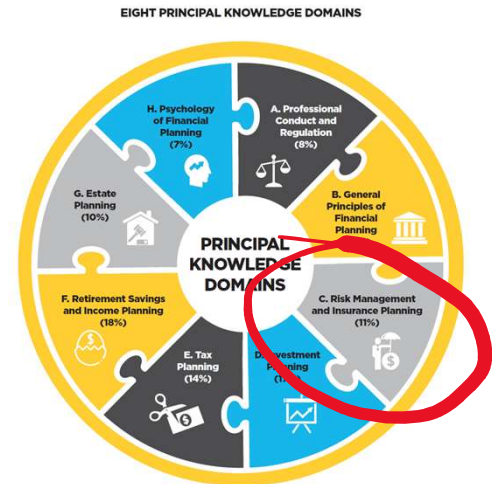 EIGHT PRINCIPAL KNOWLEDGE DOMAINS
H. Psychology
of Financial
Planning
(7%)
A. Professional
Conduct and
Regulation
(8%)
G. Estate
Planning
(10%)
B. General
Principles of
Financial
Planning
PRINCIPAL
KNOWLEDGE
DOMAINS
F. Retirement Savings
and Income Planning
(18%)
C. Risk Management
and Insurance Planning
(11%)
E. Tax
Planning
(14%)
D. Investment
Planning